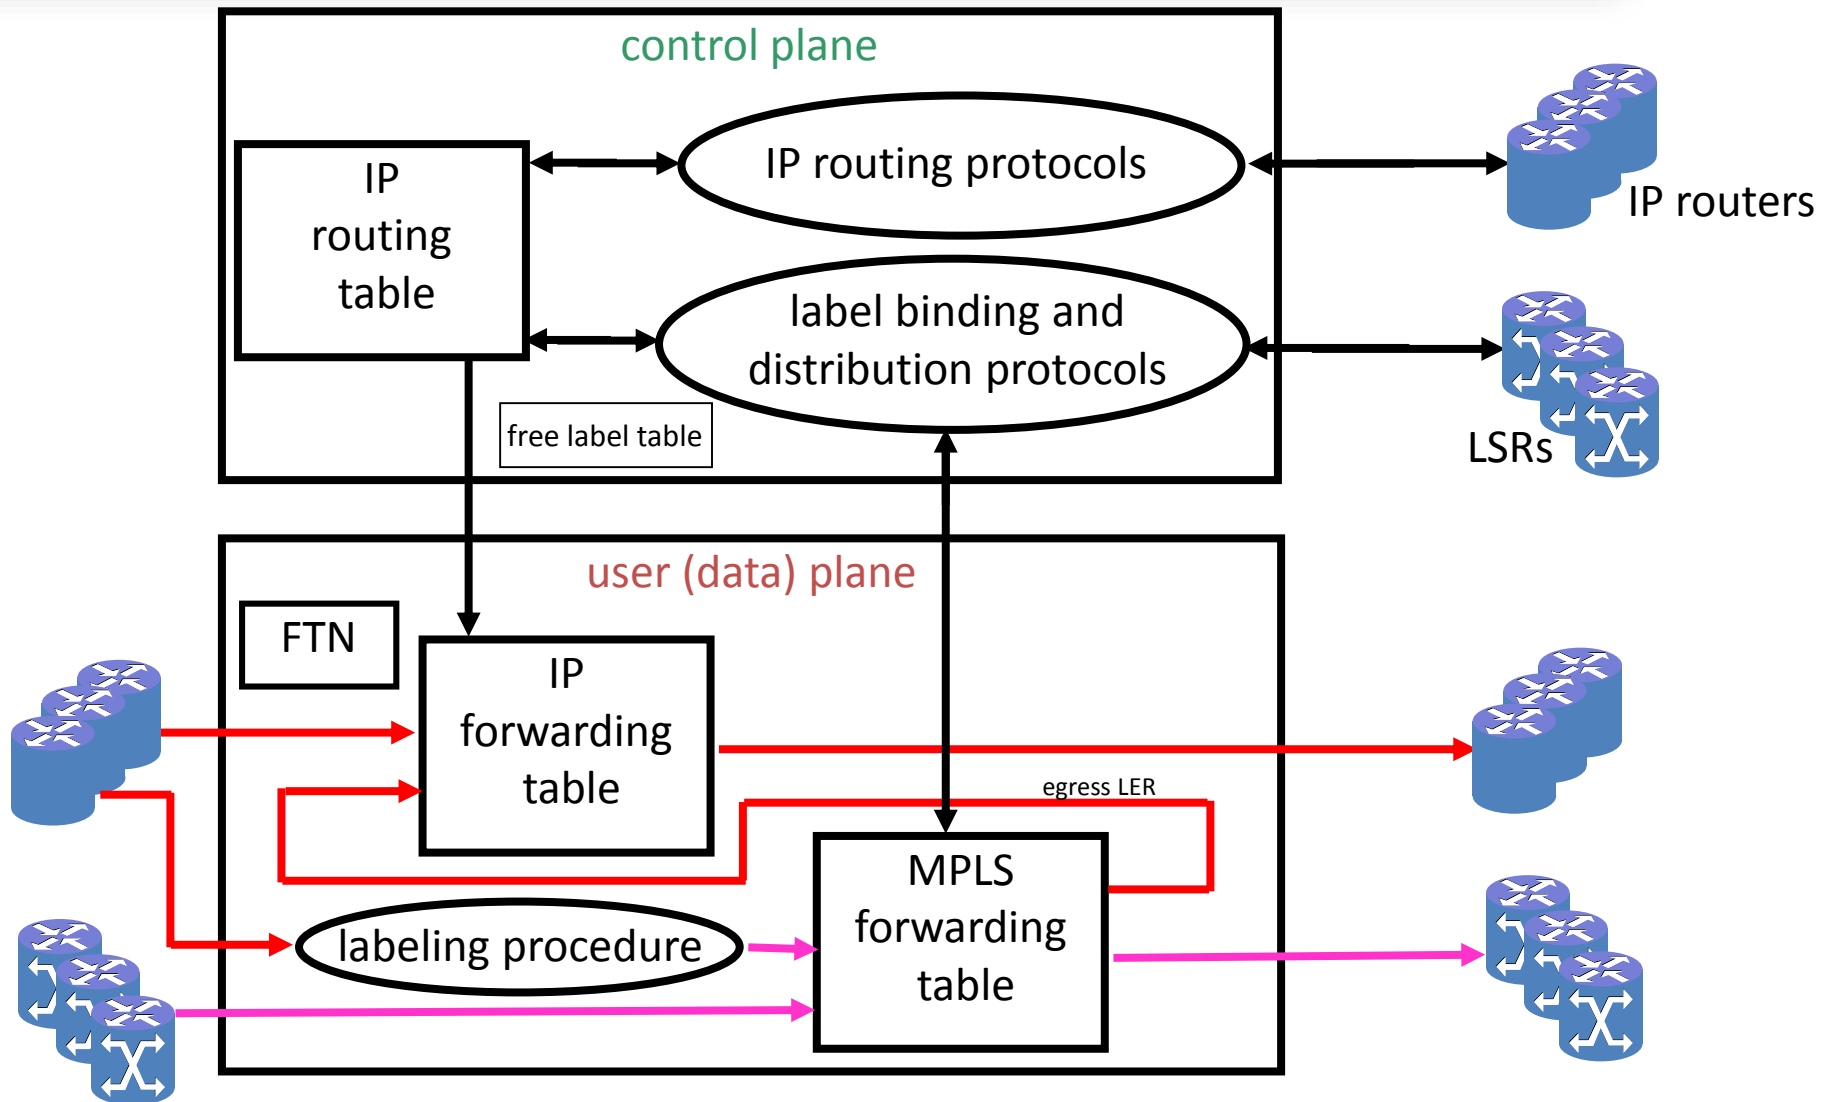 control plane
IP
routing
table
IP routing protocols
IP routers
label binding and
distribution protocols
free label table
LSRs
user (data) plane
FTN
IP
forwarding
table
egress LER
MPLS
forwarding
table
labeling procedure